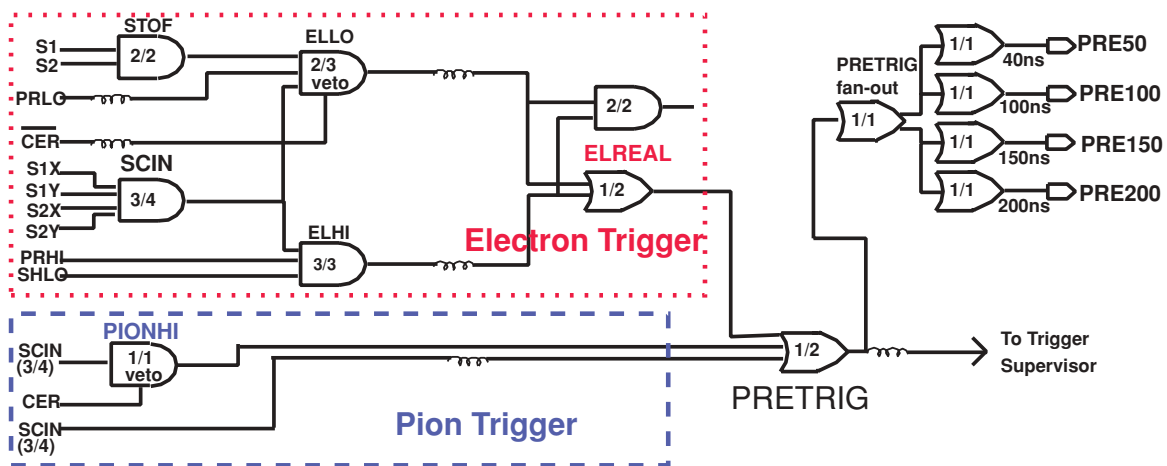 STOF
S1
S2
2/2
ELLO
2/3
veto
PRLO
CER
SCIN
S1X
S1Y
S2X
S2Y
3/4
ELHI
PRHI
SHLO
3/3
2/2
ELREAL
1/2
Electron Trigger
PIONHI
SCIN
(3/4)
1/1
veto
CER
SCIN
(3/4)
Pion Trigger
1/2
PRETRIG
To Trigger
Supervisor
PRETRIG
fan-out
1/1
1/1
40ns
PRE50
1/1
100ns
PRE100
1/1
150ns
PRE150
1/1
200ns
PRE200